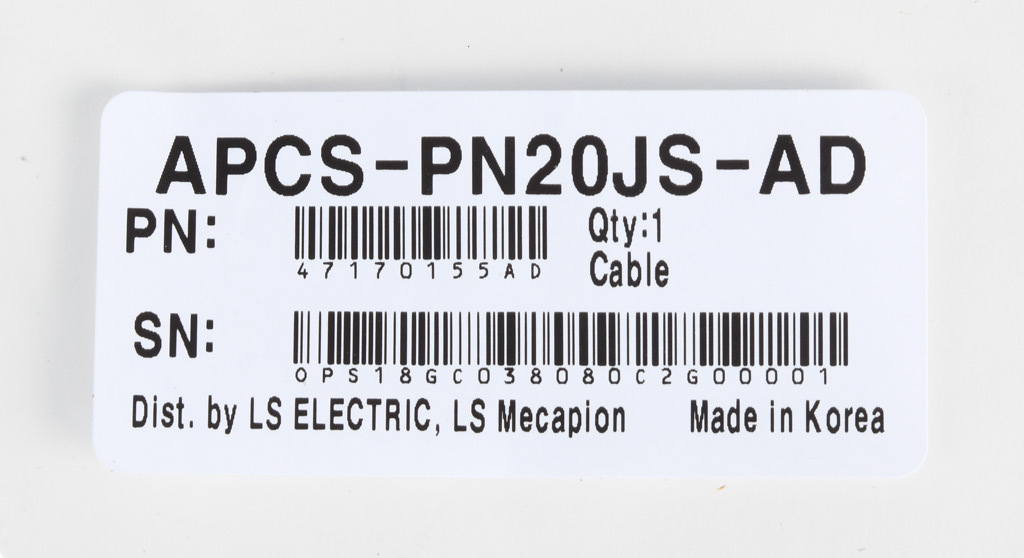 APCS-PN20JS-AD
PN: 47170155AD Qty:1
Cable
SN: 0PS18GC038080C2G00001
Dist. by LS ELECTRIC, LS Mecapion Made in Korea